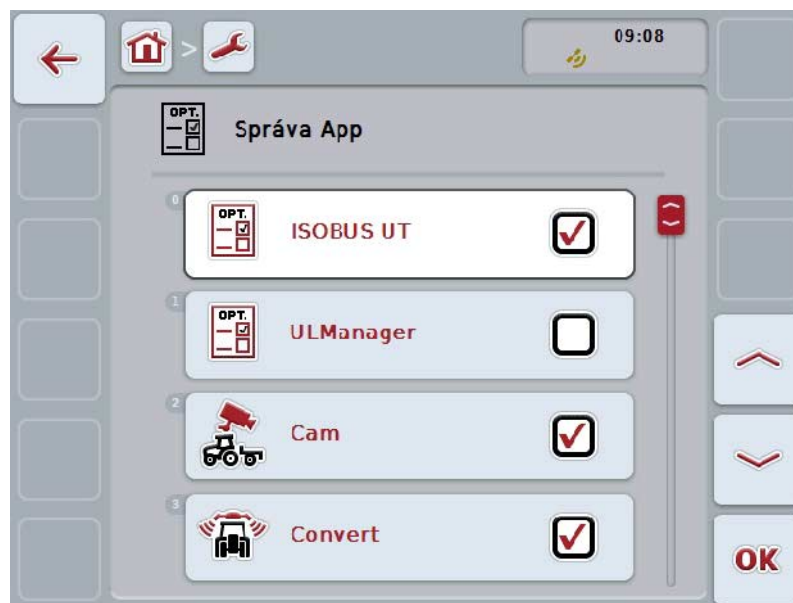 09:08
OPT.
Správa App
0
OPT.
ISOBUS UT
1
OPT.
ULManager
2
Cam
3
Convert
OK